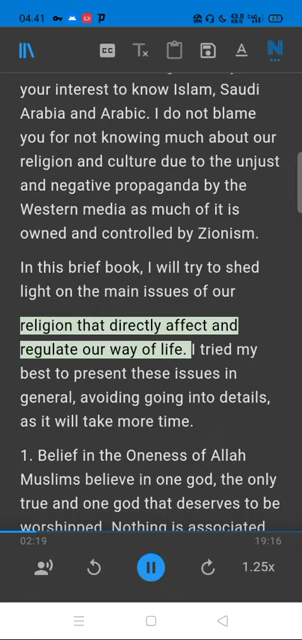 04.41
your interest to know Islam, Saudi
Arabia and Arabic. I do not blame
you for not knowing much about our
religion and culture due to the unjust
and negative propaganda by the
Western media as much of it is
owned and controlled by Zionism.
In this brief book, I will try to shed
light on the main issues of our
religion that directly affect and
regulate our way of life. I tried my
best to present these issues in
general, avoiding going into details,
as it will take more time.
1. Belief in the Oneness of Allah
Muslims believe in one god, the only
true and one god that deserves to be
worshipped. Nothing is associated
02:19
19:16
1.25x